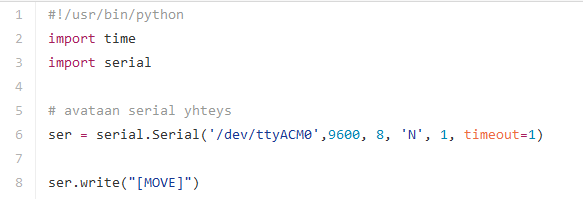 1 #!/usr/bin/python
2 import time
3 import serial
4
5 # avataan serial yhteys
6 ser = serial.Serial('/dev/ttyACM0',9600, 8, 'N', 1, timeout=1)
7
8 ser.write("[MOVE]")